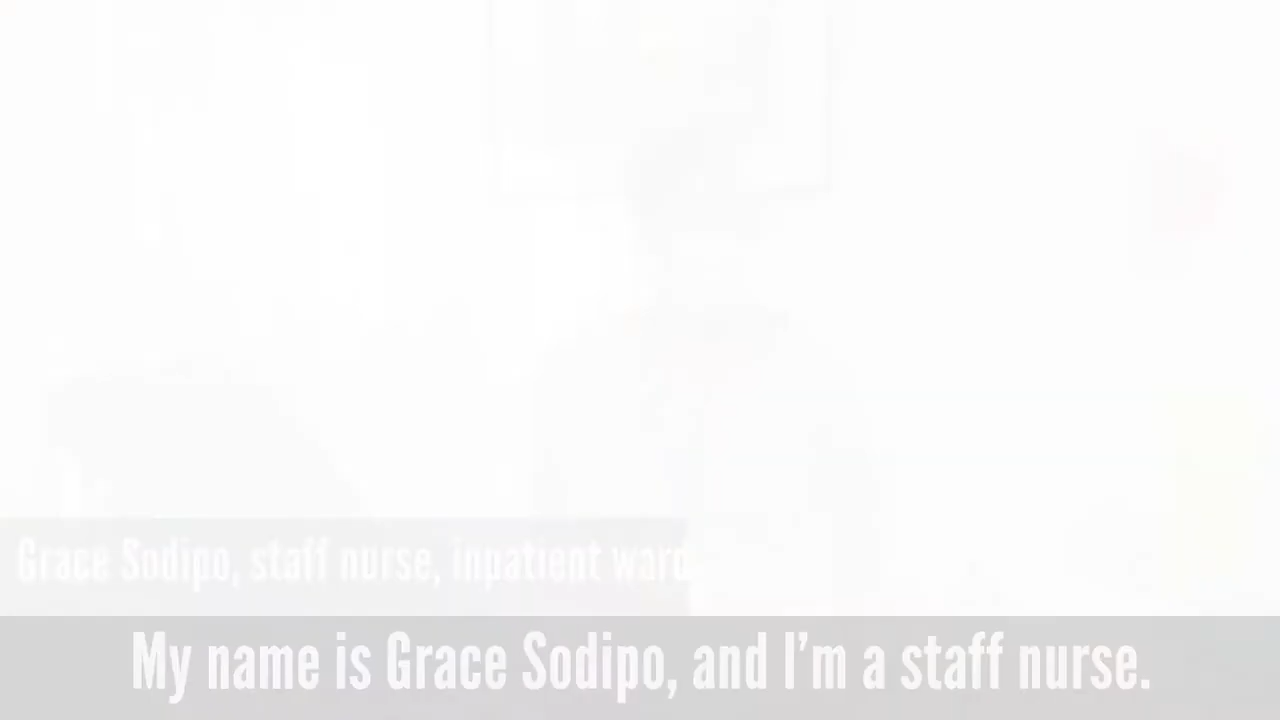 Grace Sodipo, staff nurse, inpatient ward
My name is Grace Sodipo, and I'm a staff nurse.